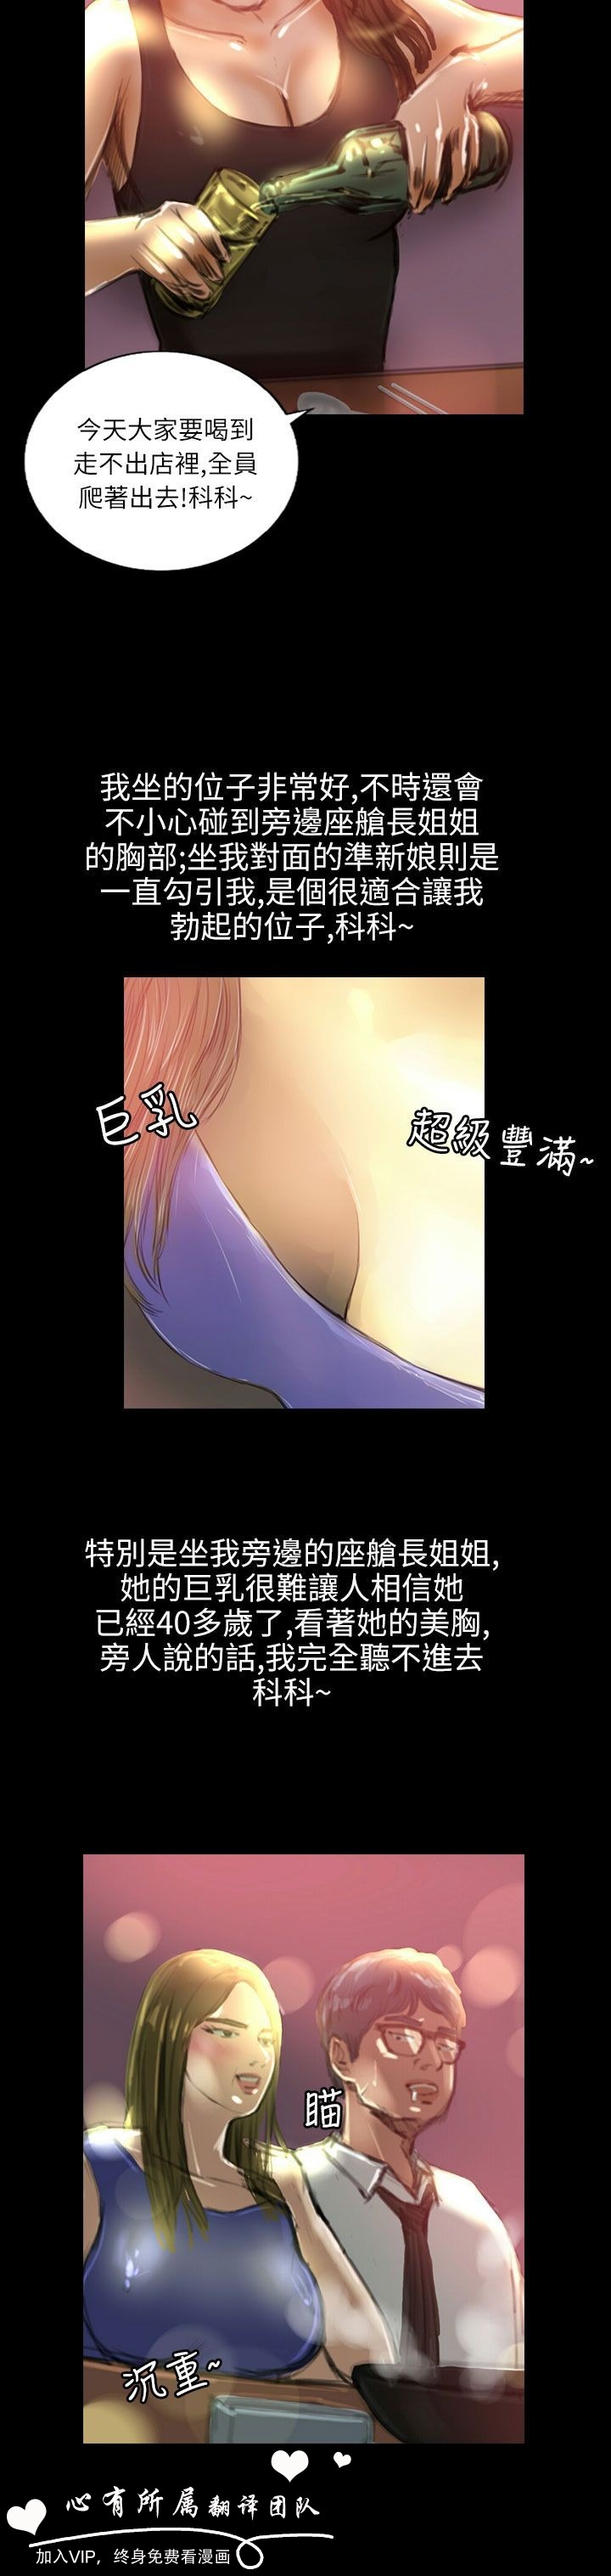 今天大家要喝到
走不出店裡,全員
爬著出去!科科~
我坐的位子非常好,不時還會
不小心碰到旁邊座艙長姐姐
的胸部;坐我對面的準新娘則是
一直勾引我,是個很適合讓我
勃起的位子,科科~
巨乳
超級豐滿~
特別是坐我旁邊的座艙長姐姐,
她的巨乳很難讓人相信她
已經40多歲了,看著她的美胸,
旁人說的話,我完全聽不進去
科科~
瞄
沉重~
心有所属翻译团队
加入VIP，终身免费看漫画